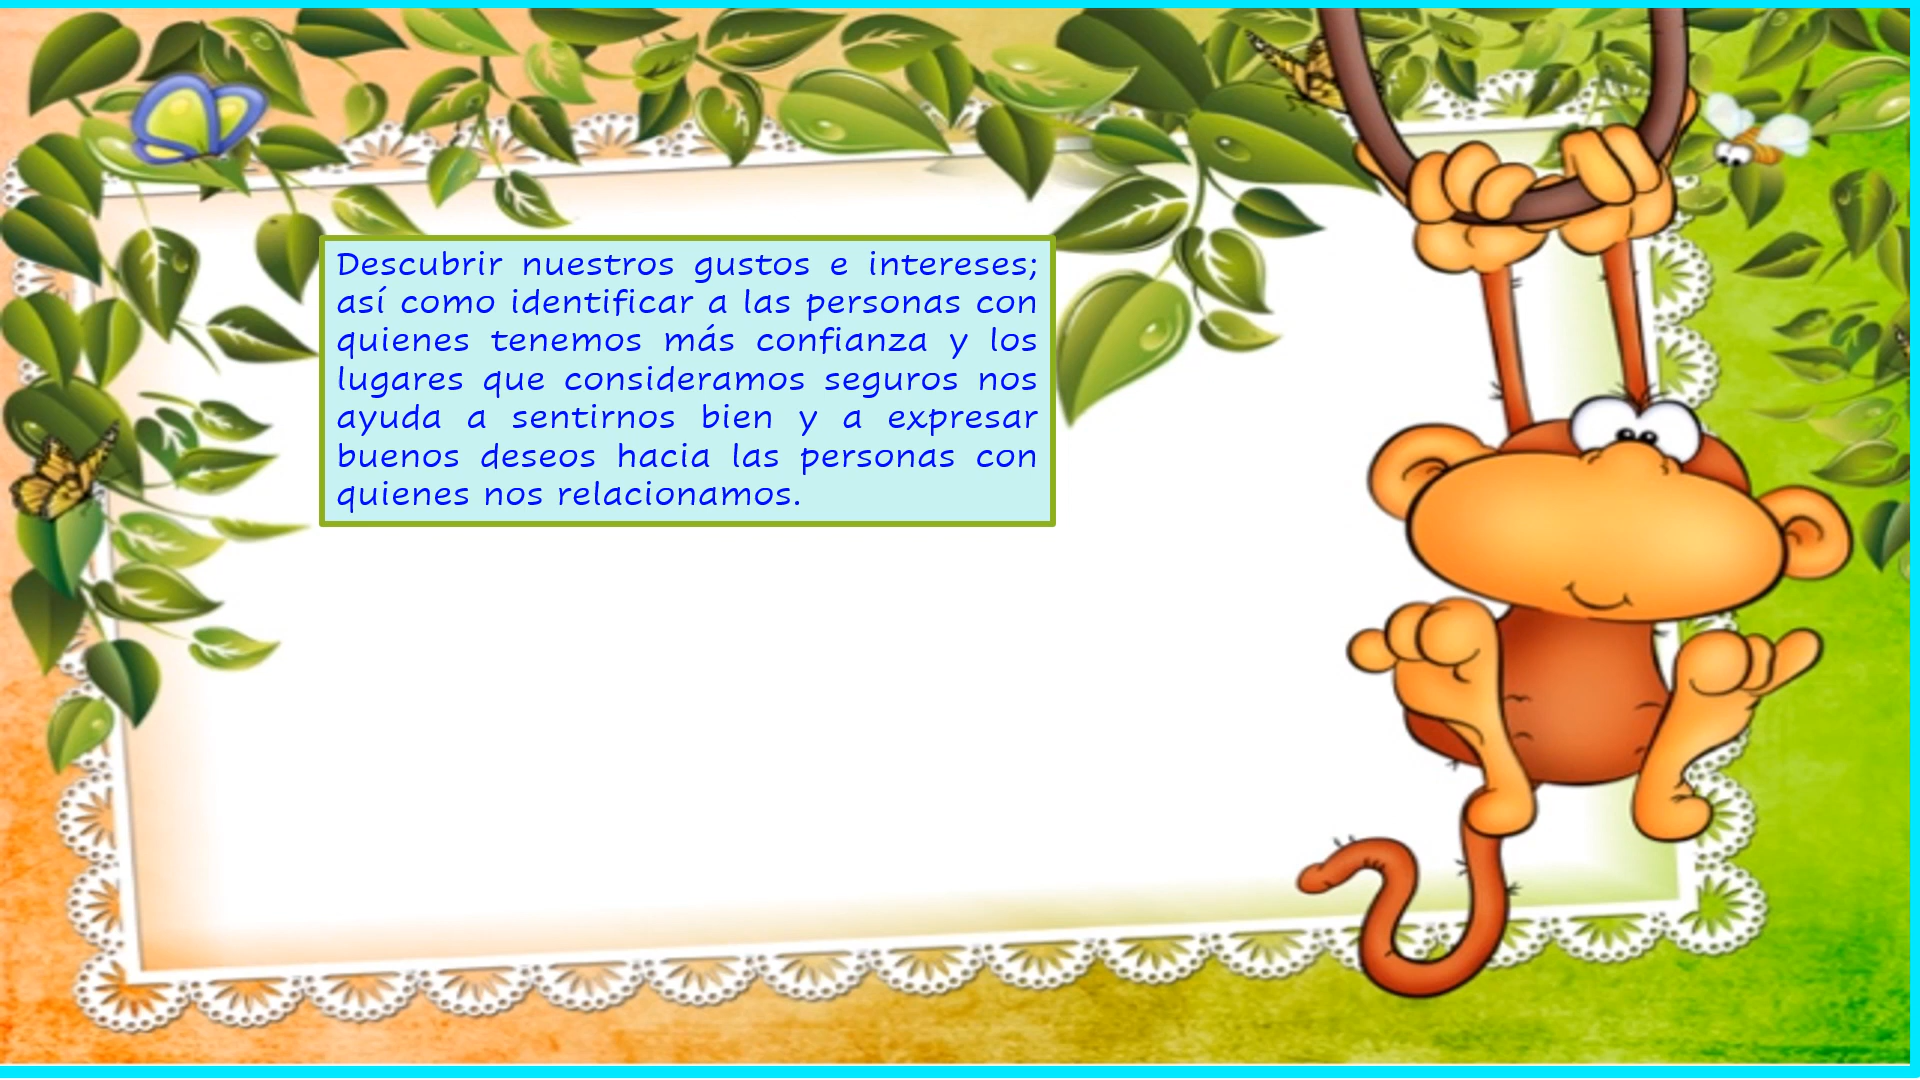 Descubrir nuestros gustos e intereses;
así como identificar a las personas con
quienes tenemos más confianza y los
lugares que consideramos seguros nos
ayuda a sentirnos bien y a expresar
buenos deseos hacia las personas con
quienes nos relacionamos.